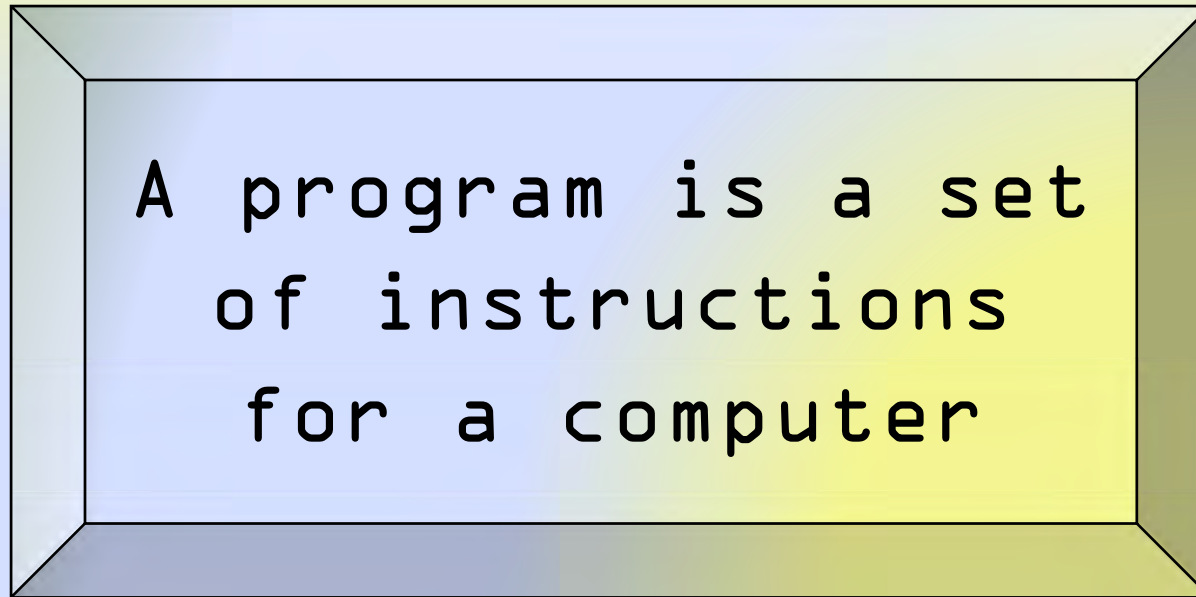 A program is a set
of instructions
for a computer